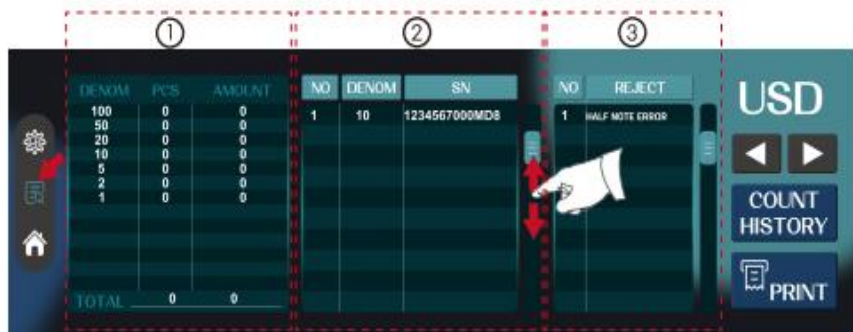 ① ② ③
DENOM PCS AMOUNT
100 0 0
50 0 0
20 0 0
10 0 0
5 0 0
2 0 0
1 0 0
TOTAL 0 0
NO DENOM SN
1 10 1234567000MD8
NO REJECT
1 HALF NOTE ERROR
USD
COUNT
HISTORY
PRINT